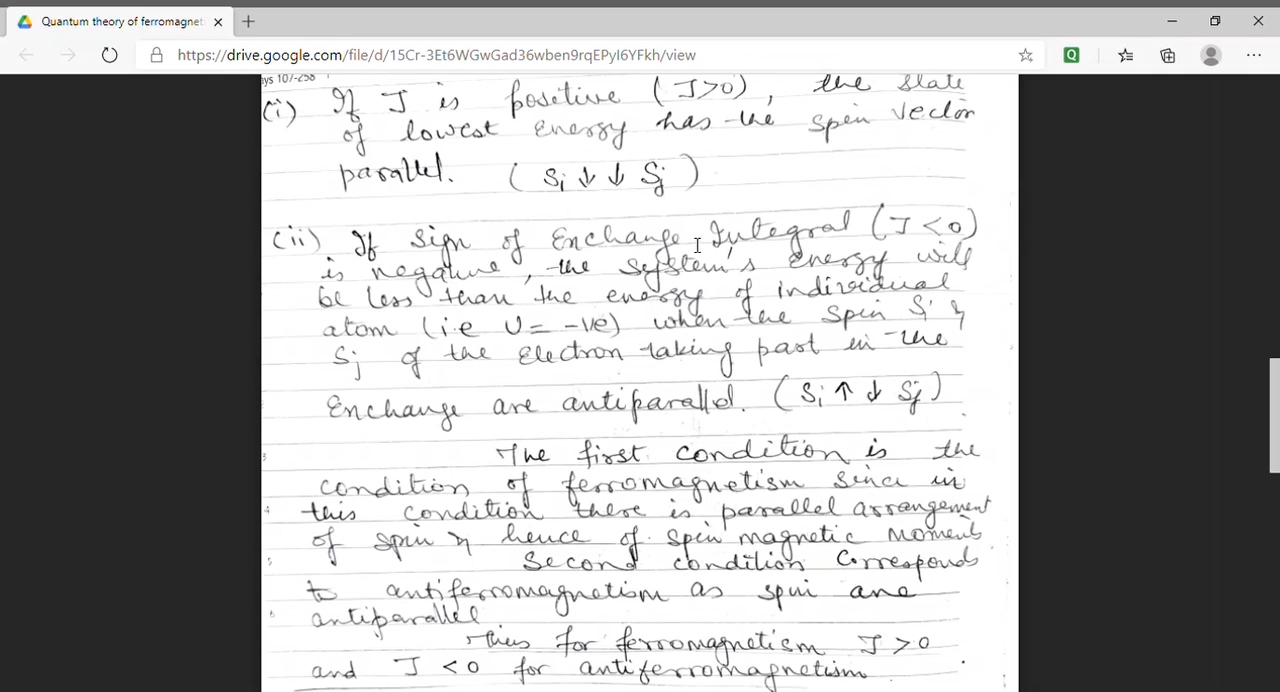 Quantum theory of ferromagnet
https://drive.google.com/file/d/15Cr-3Et6WGwGad36wben9rqEPyI6YFkh/view
ys 107-258
(i) If J is positive (J>0), the state
of lowest energy has the spin vector
parallel. (Si ↓ ↓ Sj)
(ii) If sign of Exchange Integral (J<0)
is negative, the system's energy will
be less than the energy of individual
atom (i.e U = -ve) when the spin Si &
Sj of the electron taking part in the
Exchange are antiparallel. (Si ↑ ↓ Sj)
The first condition is the
condition of ferromagnetism since in
this condition there is parallel arrangement
of spin & hence of spin magnetic moments
Second condition Corresponds
to antiferromagnetism as spin are
antiparallel
Thus for ferromagnetism J > 0
and J < 0 for antiferromagnetism